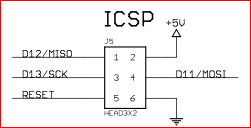 ICSP
+5V
J5
D12/MISO 1 2
D13/SCK 3 4 D11/MOSI
RESET 5 6
HEAD3X2